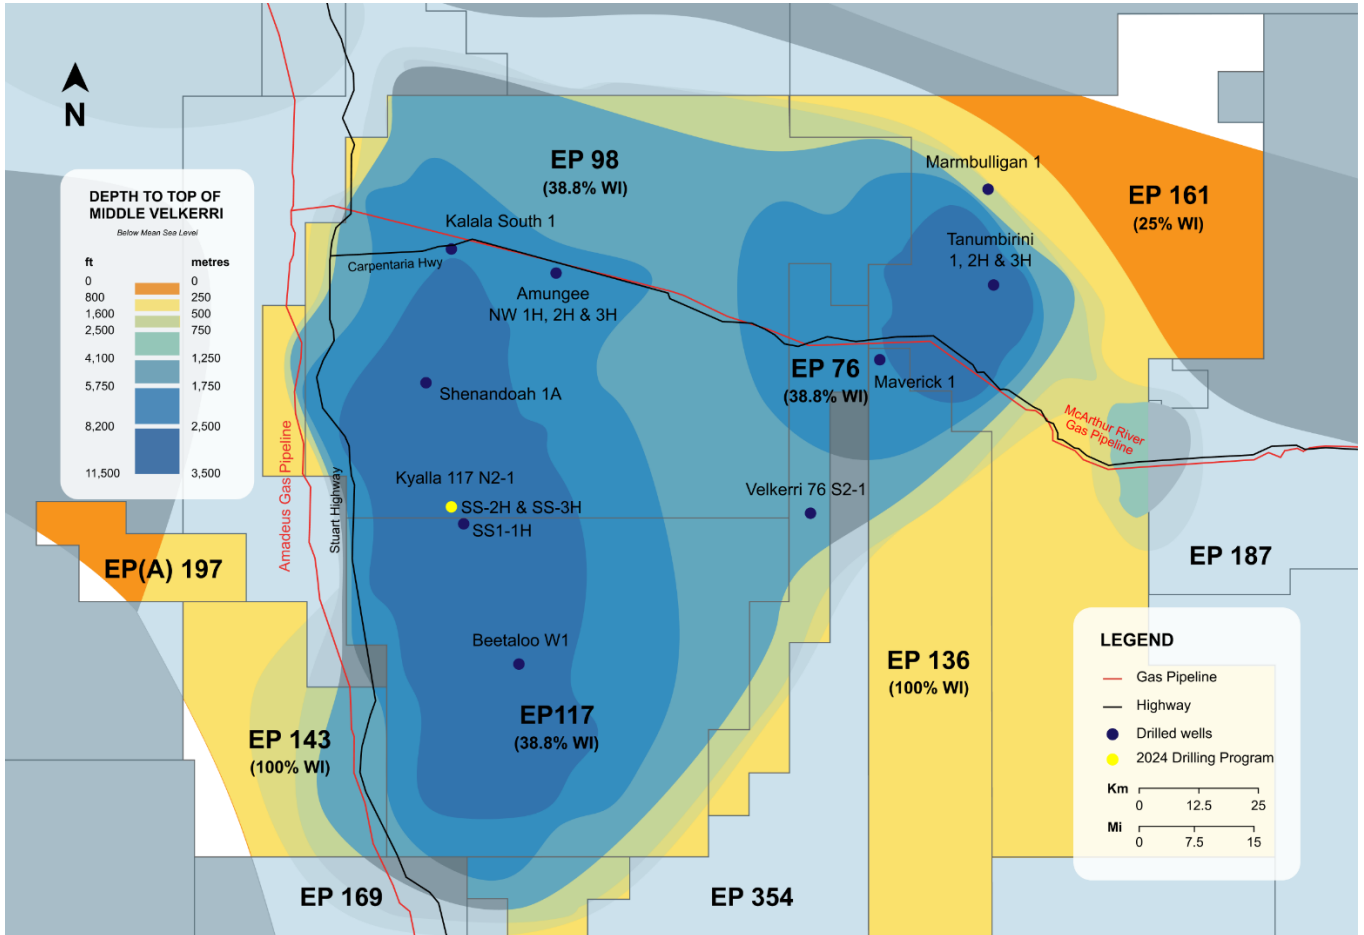 N
DEPTH TO TOP OF
MIDDLE VELKERRI
Below Mean Sea Level
ft metres
0 0
800 250
1,600 500
2,500 750
4,100 1,250
5,750 1,750
8,200 2,500
11,500 3,500
EP 98
(38.8% WI)
Marmbulligan 1
EP 161
(25% WI)
Kalala South 1
Carpentaria Hwy
Tanumbirini
1, 2H & 3H
Amungee
NW 1H, 2H & 3H
EP 76
(38.8% WI)
Maverick 1
Shenandoah 1A
McArthur River
Gas Pipeline
Amadeus Gas Pipeline
Stuart Highway
Kyalla 117 N2-1
SS-2H & SS-3H
SS1-1H
Velkerri 76 S2-1
EP(A) 197
EP 187
Beetaloo W1
EP117
(38.8% WI)
EP 136
(100% WI)
EP 143
(100% WI)
EP 169
EP 354
LEGEND
Gas Pipeline
Highway
Drilled wells
2024 Drilling Program
Km
0 12.5 25
Mi
0 7.5 15